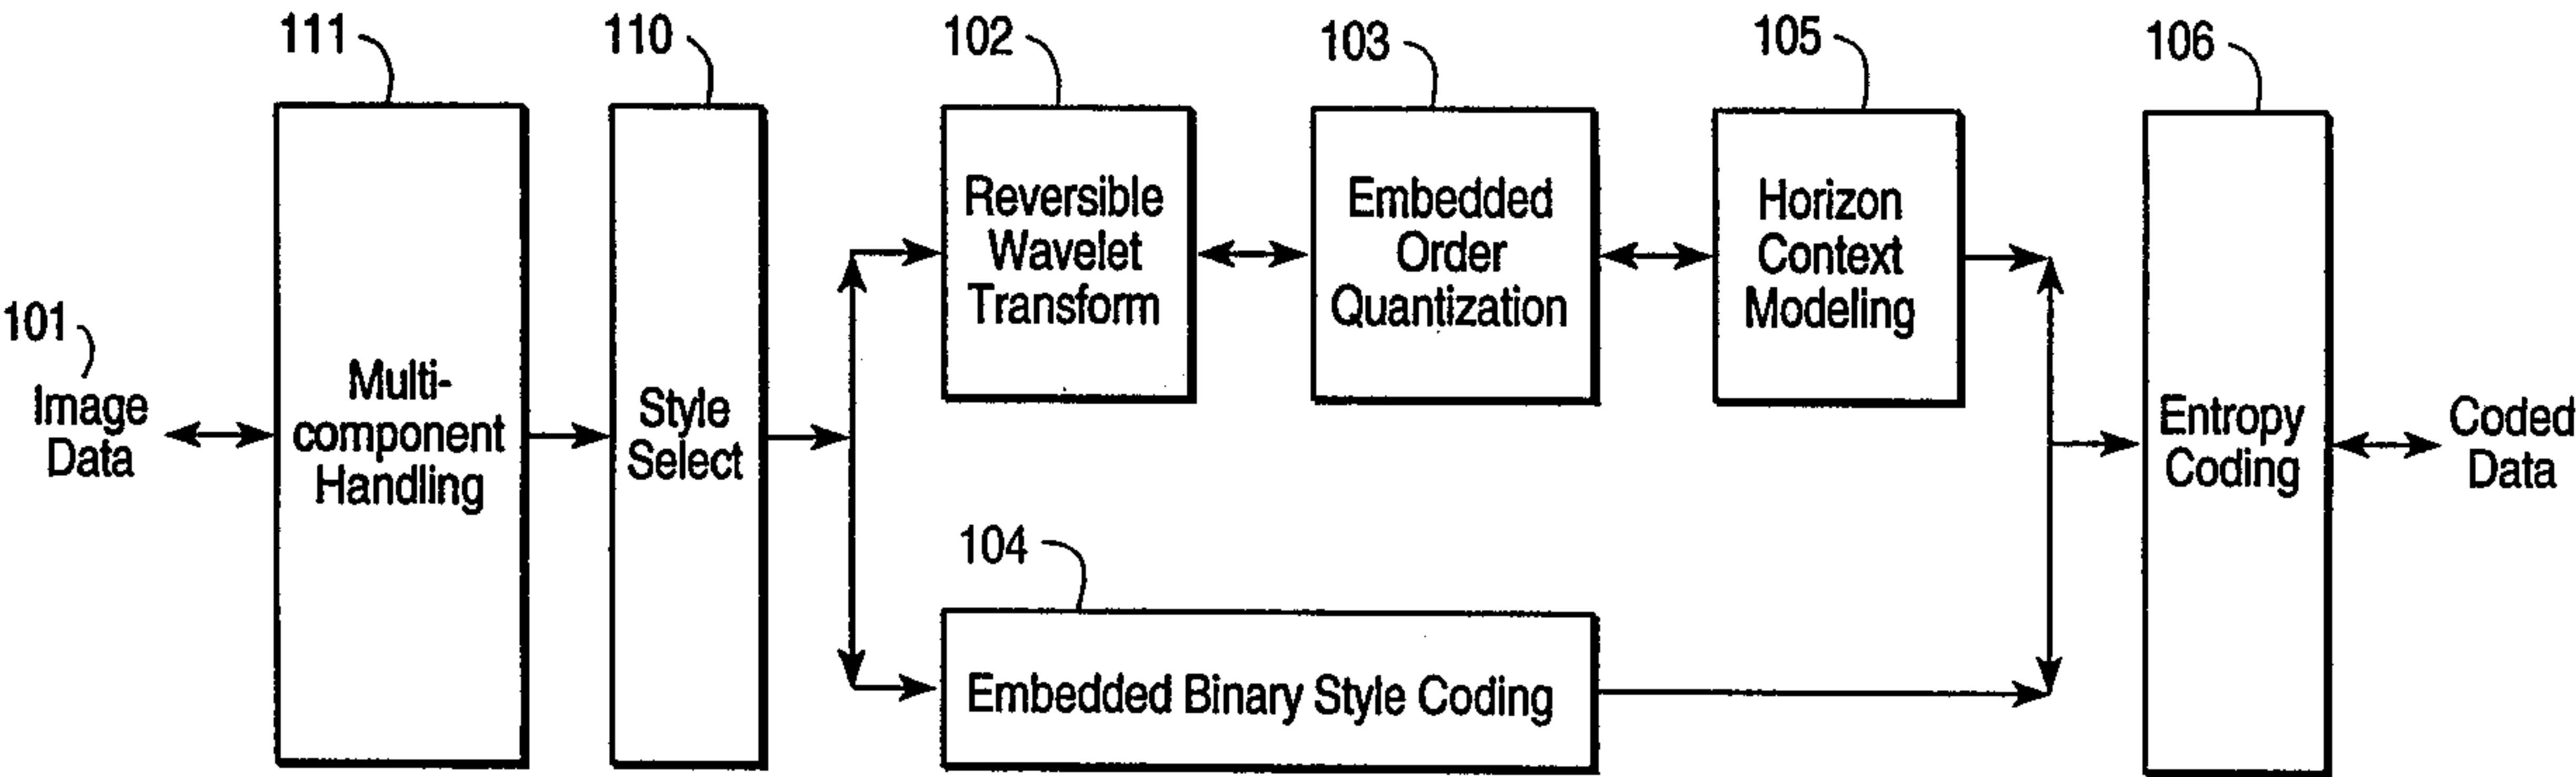 111
110
102
103
105
106
101
Image
Data
Multi-
component
Handling
Style
Select
Reversible
Wavelet
Transform
Embedded
Order
Quantization
Horizon
Context
Modeling
104
Embedded Binary Style Coding
Entropy
Coding
Coded
Data